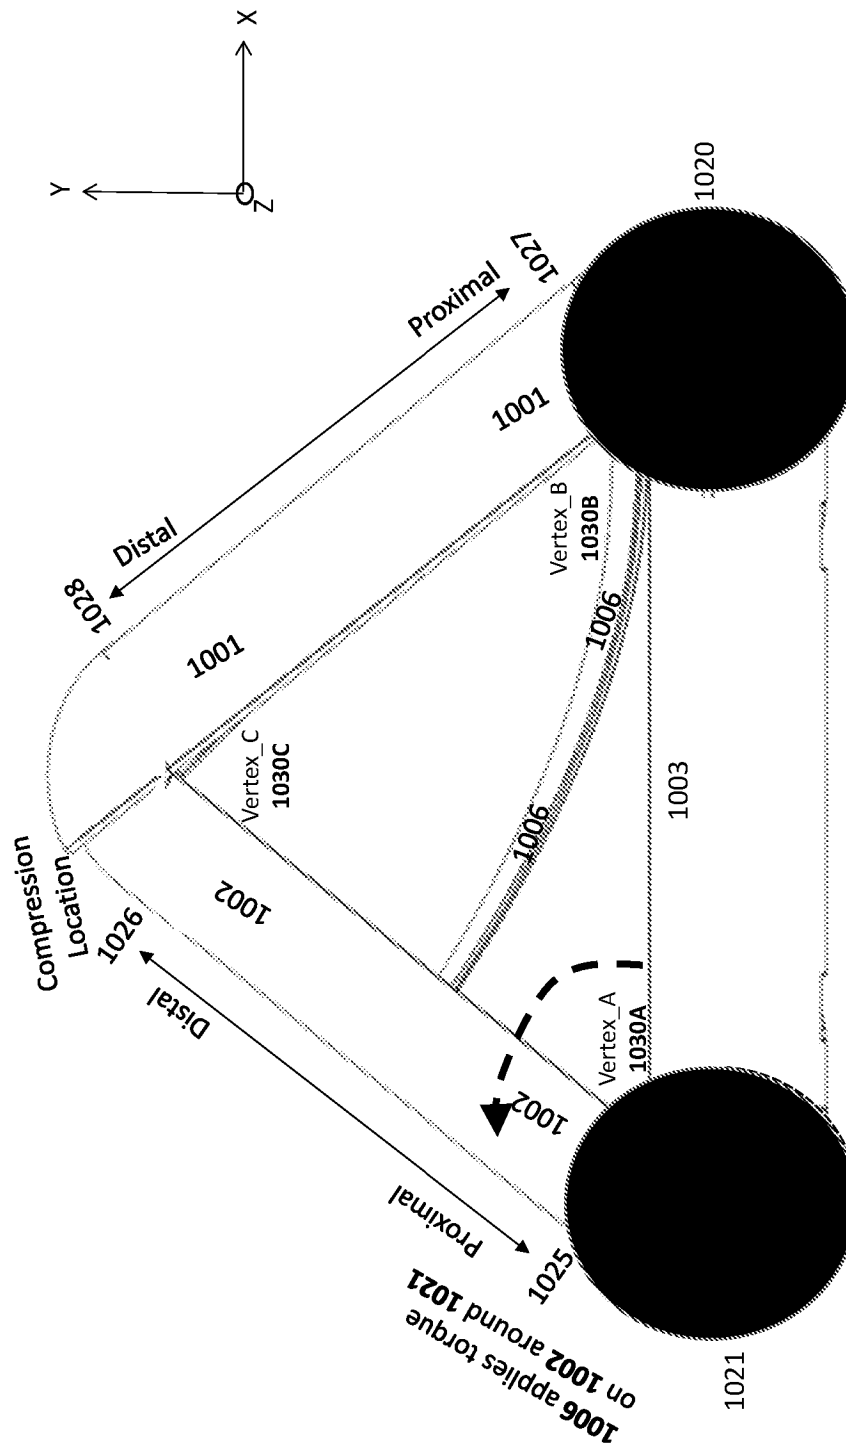 Y
X
Z
1020
1027
Proximal
Distal
1028
1001
1001
Vertex_B
1030B
1006
1006
Vertex_C
1030C
1003
Compression
Location
1026
1002
Distal
Vertex_A
1030A
1002
Proximal
1025
1006 applies torque
on 1002 around 1021
1021